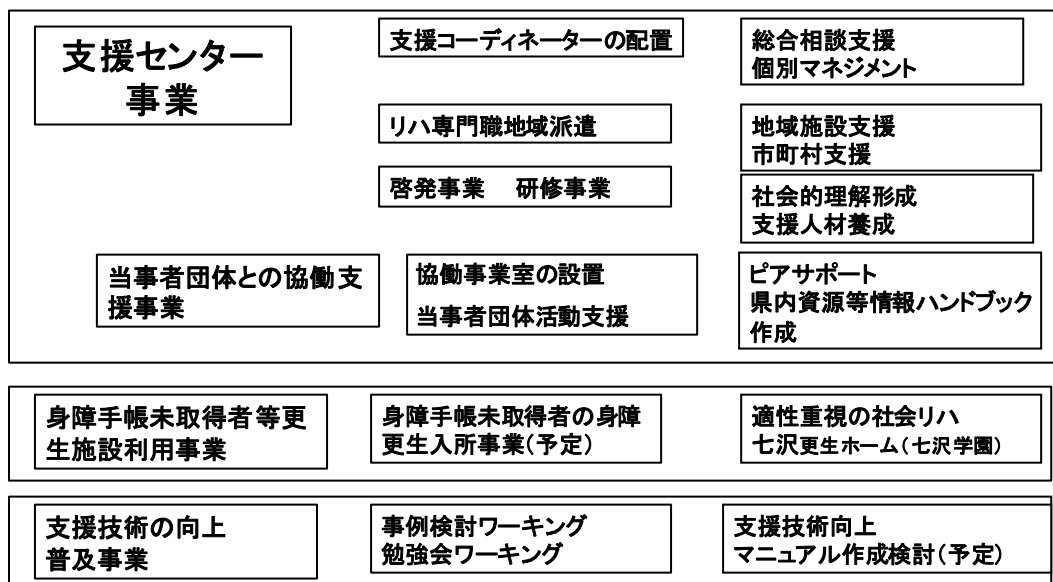 支援センター
事業
支援コーディネーターの配置
総合相談支援
個別マネジメント
リハ専門職地域派遣
地域施設支援
市町村支援
啓発事業　研修事業
社会的理解形成
支援人材養成
当事者団体との協働支
援事業
協働事業室の設置
当事者団体活動支援
ピアサポート
県内資源等情報ハンドブック
作成
身障手帳未取得者等更
生施設利用事業
身障手帳未取得者の身障
更生入所事業(予定)
適性重視の社会リハ
七沢更生ホーム(七沢学園)
支援技術の向上
普及事業
事例検討ワーキング
勉強会ワーキング
支援技術向上
マニュアル作成検討(予定)